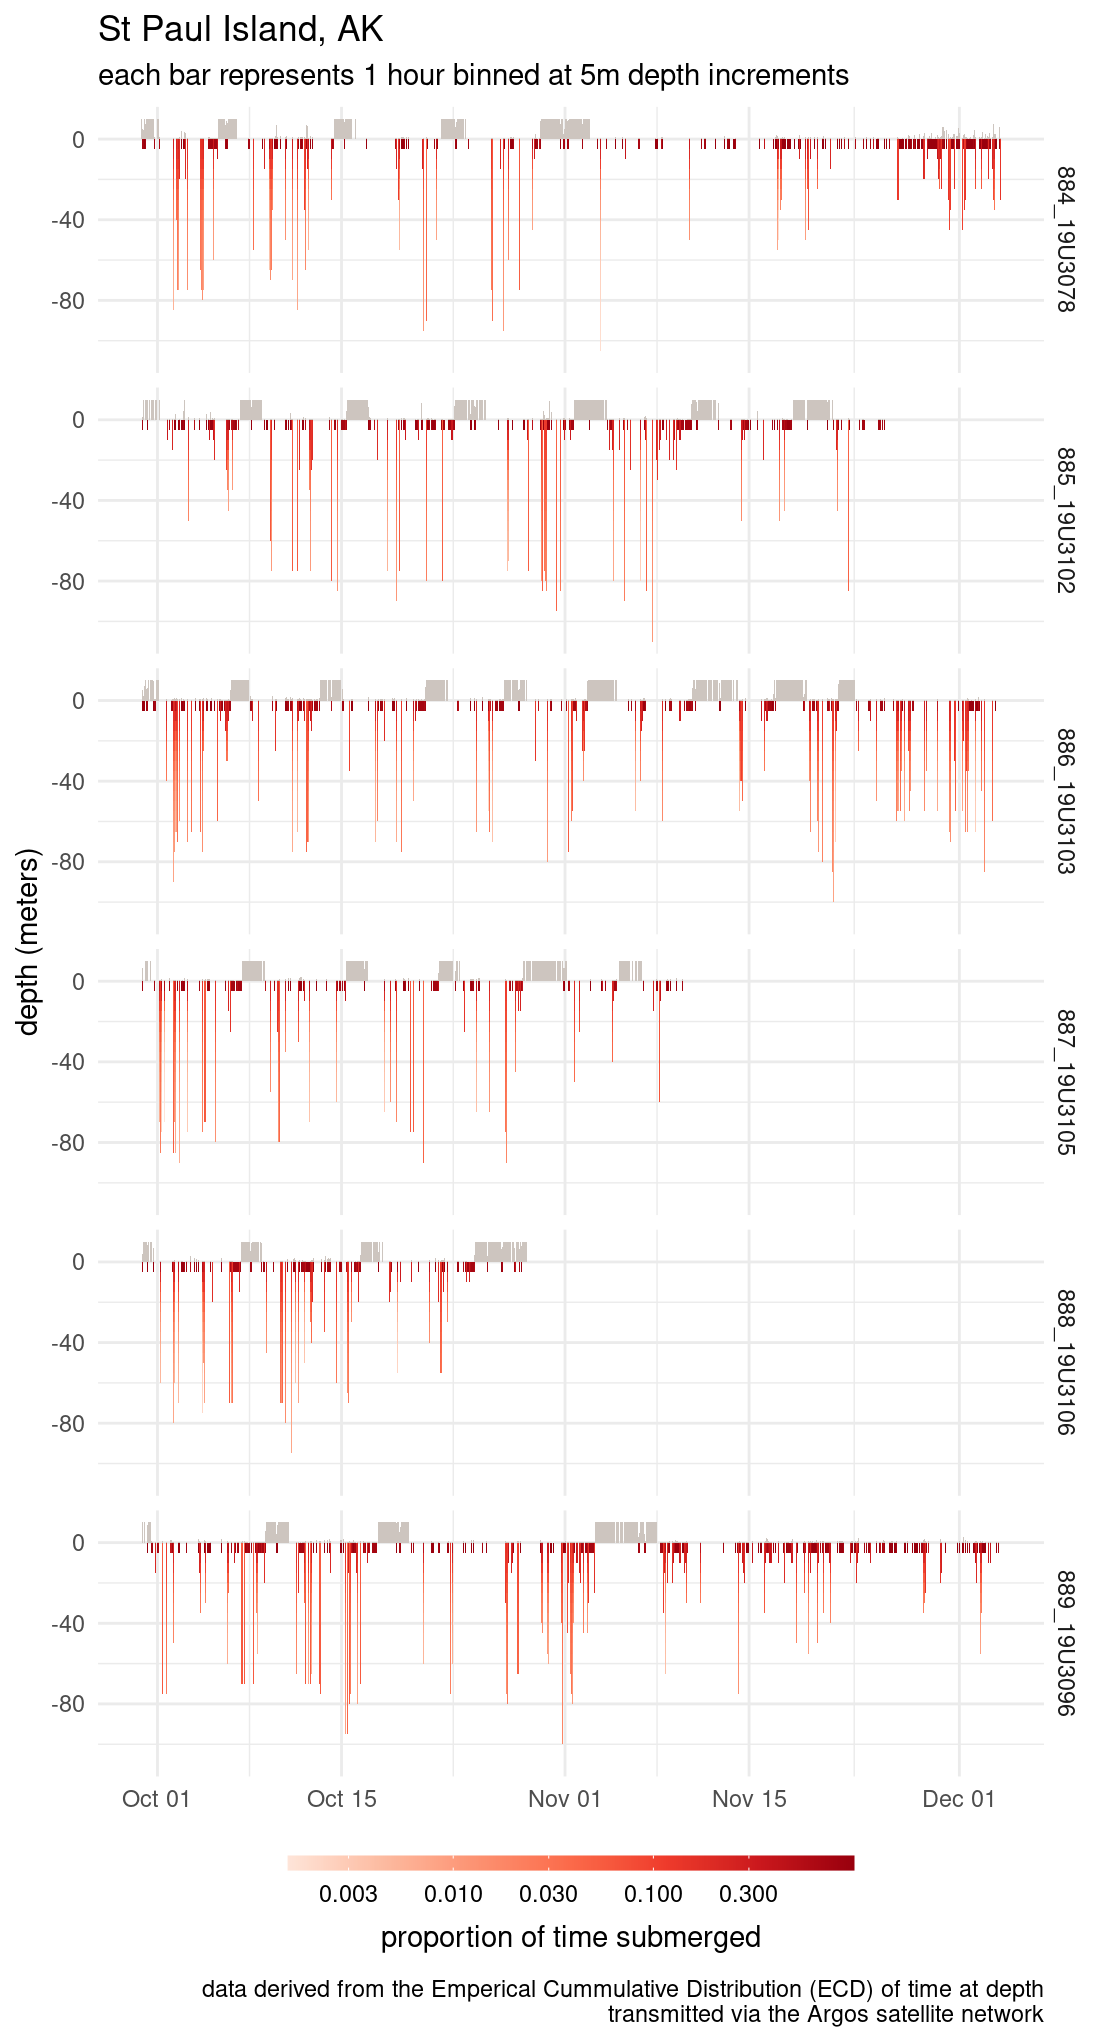 St Paul Island, AK
each bar represents 1 hour binned at 5m depth increments
0
-40
-80
884_19U3078
0
-40
-80
885_19U3102
0
-40
-80
886_19U3103
depth (meters)
0
-40
-80
887_19U3105
0
-40
-80
888_19U3106
0
-40
-80
889_19U3096
Oct 01 Oct 15 Nov 01 Nov 15 Dec 01
0.003 0.010 0.030 0.100 0.300
proportion of time submerged
data derived from the Emperical Cummulative Distribution (ECD) of time at depth
transmitted via the Argos satellite network